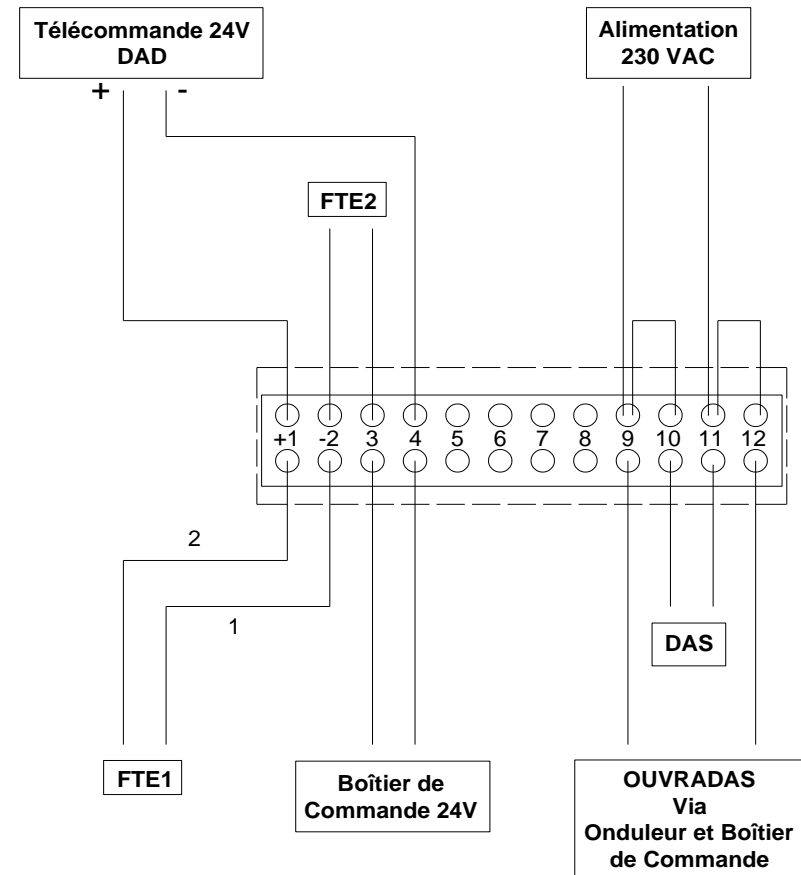 Télécommande 24V
DAD
Alimentation
230 VAC
+ -
FTE2
+1 -2 3 4 5 6 7 8 9 10 11 12
2
1
DAS
FTE1
Boîtier de
Commande 24V
OUVRADAS
Via
Onduleur et Boîtier
de Commande